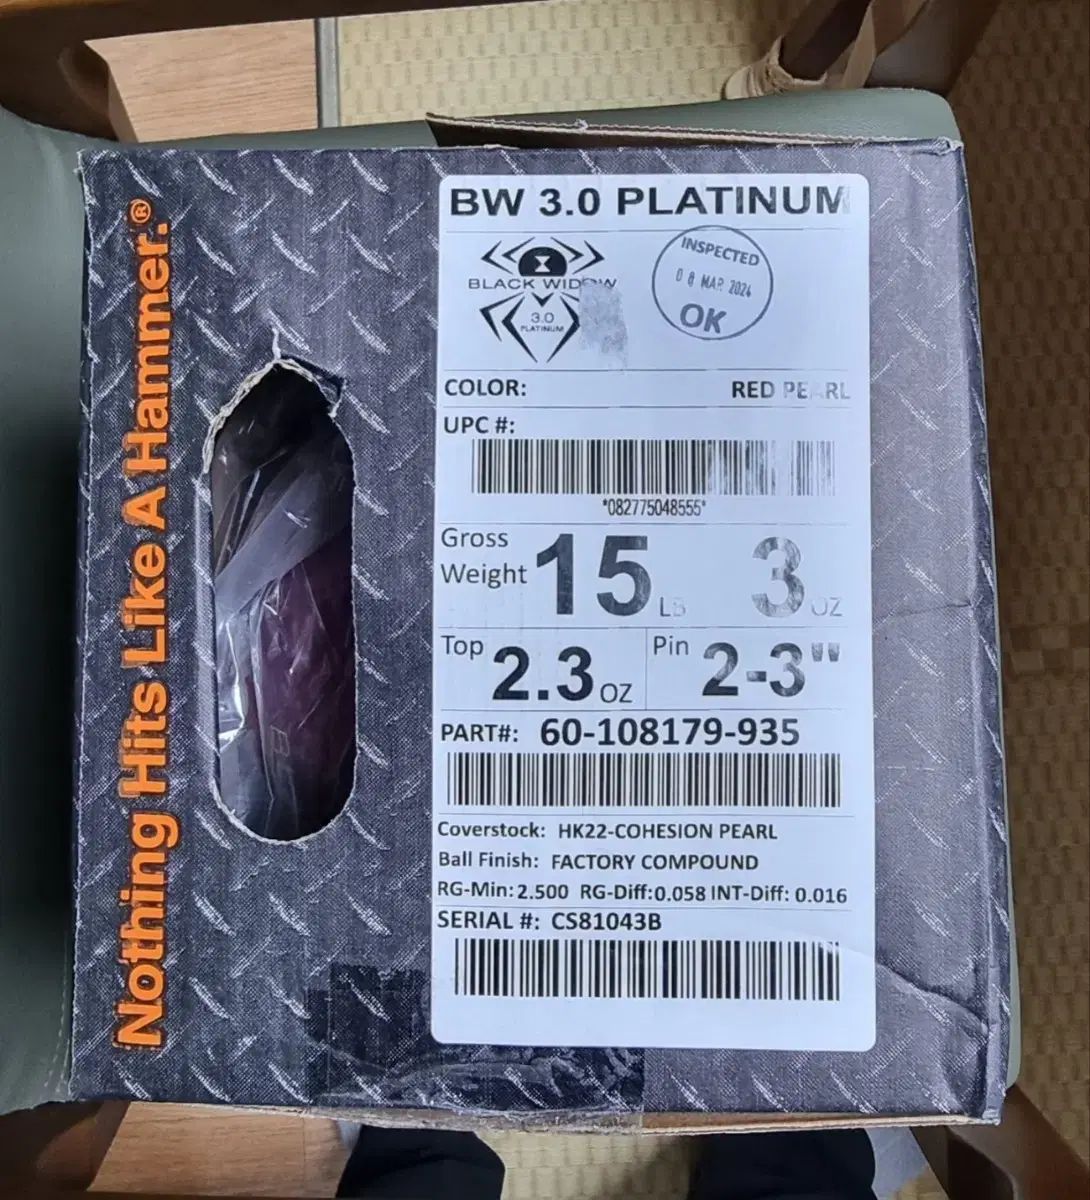 Nothing Hits Like A Hammer.®
BW 3.0 PLATINUM
BLACK WIDOW
3.0
PLATINUM
INSPECTED
08 MAR 2024
OK
COLOR: RED PEARL
UPC #:
*082775048555*
Gross Weight 15 LB 3 OZ
Top 2.3 OZ Pin 2-3"
PART#: 60-108179-935
Coverstock: HK22-COHESION PEARL
Ball Finish: FACTORY COMPOUND
RG-Min: 2.500 RG-Diff:0.058 INT-Diff: 0.016
SERIAL #: CS81043B